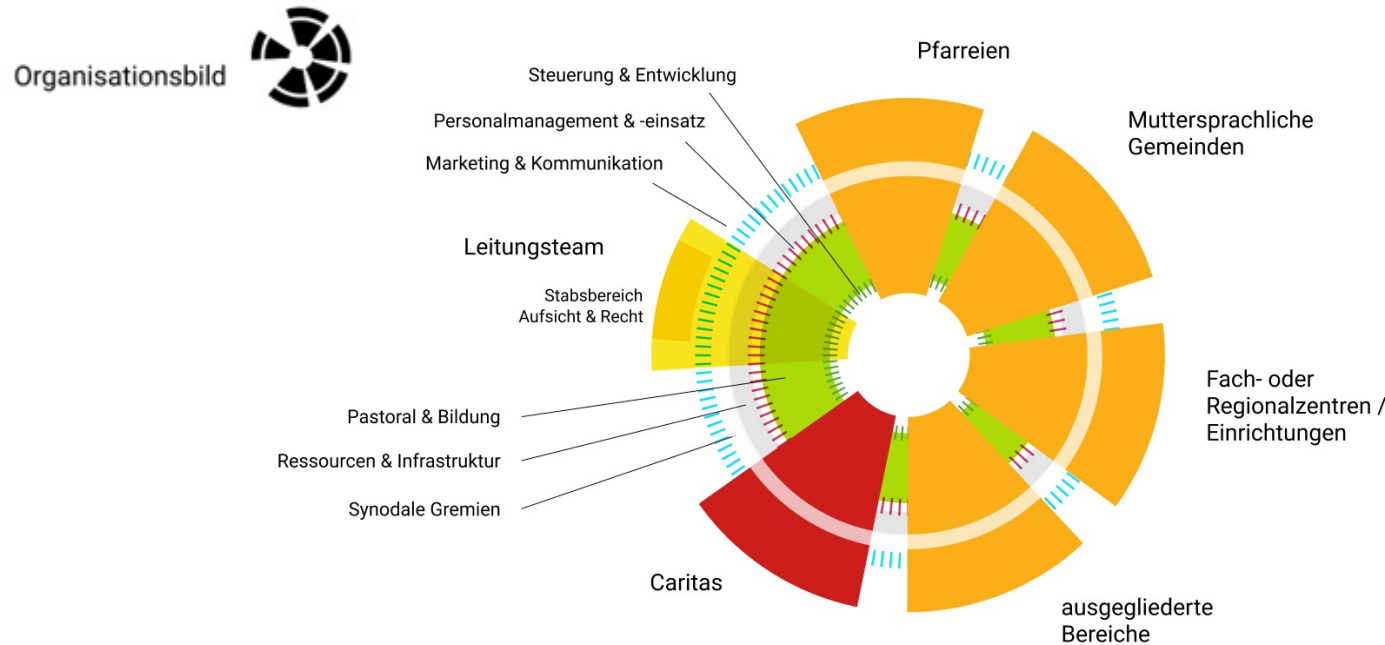 Organisationsbild
Steuerung & Entwicklung
Personalmanagement & -einsatz
Marketing & Kommunikation
Leitungsteam
Stabsbereich
Aufsicht & Recht
Pastoral & Bildung
Ressourcen & Infrastruktur
Synodale Gremien
Caritas
Pfarreien
Muttersprachliche
Gemeinden
Fach- oder
Regionalzentren /
Einrichtungen
ausgegliederte
Bereiche